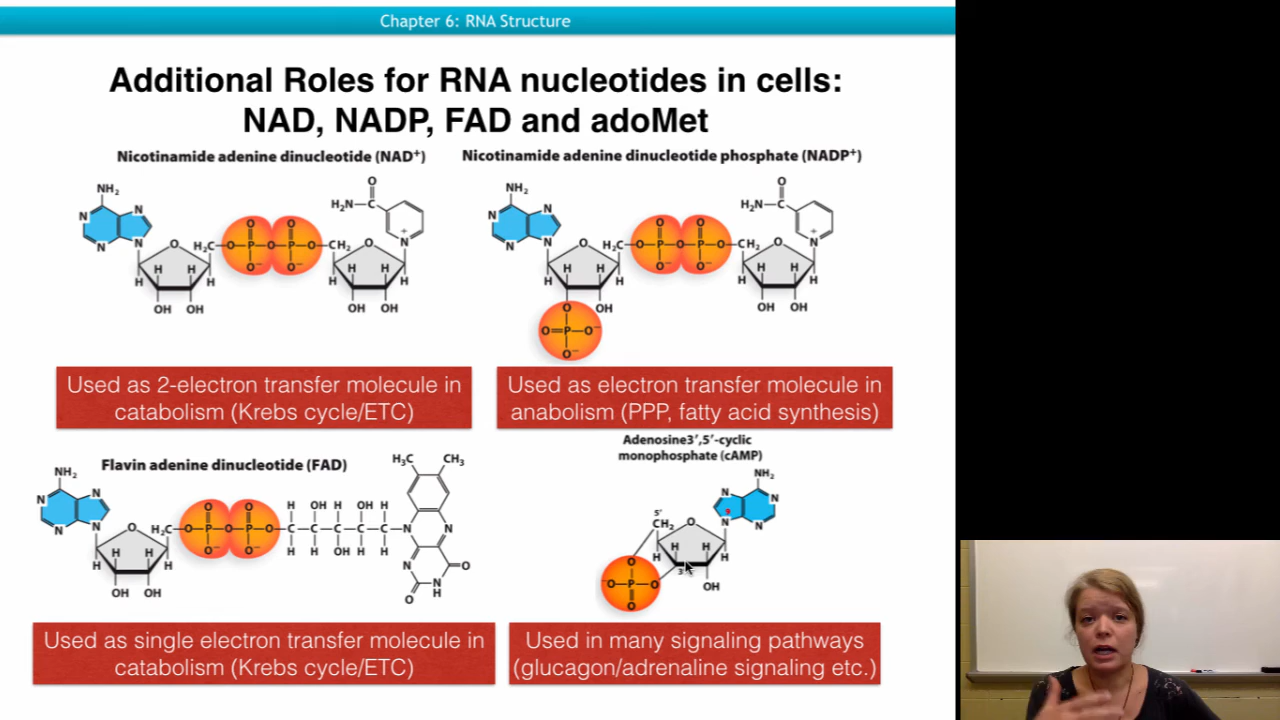 Chapter 6: RNA Structure
Additional Roles for RNA nucleotides in cells:
NAD, NADP, FAD and adoMet
Nicotinamide adenine dinucleotide (NAD⁺)
Nicotinamide adenine dinucleotide phosphate (NADP⁺)
Used as 2-electron transfer molecule in
catabolism (Krebs cycle/ETC)
Used as electron transfer molecule in
anabolism (PPP, fatty acid synthesis)
Flavin adenine dinucleotide (FAD)
Adenosine3′,5′-cyclic
monophosphate (cAMP)
Used as single electron transfer molecule in
catabolism (Krebs cycle/ETC)
Used in many signaling pathways
(glucagon/adrenaline signaling etc.)